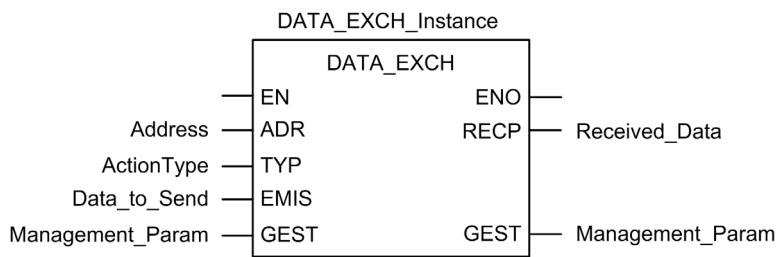 DATA_EXCH_Instance
DATA_EXCH
EN ENO
Address ADR RECP Received_Data
ActionType TYP
Data_to_Send EMIS
Management_Param GEST GEST Management_Param